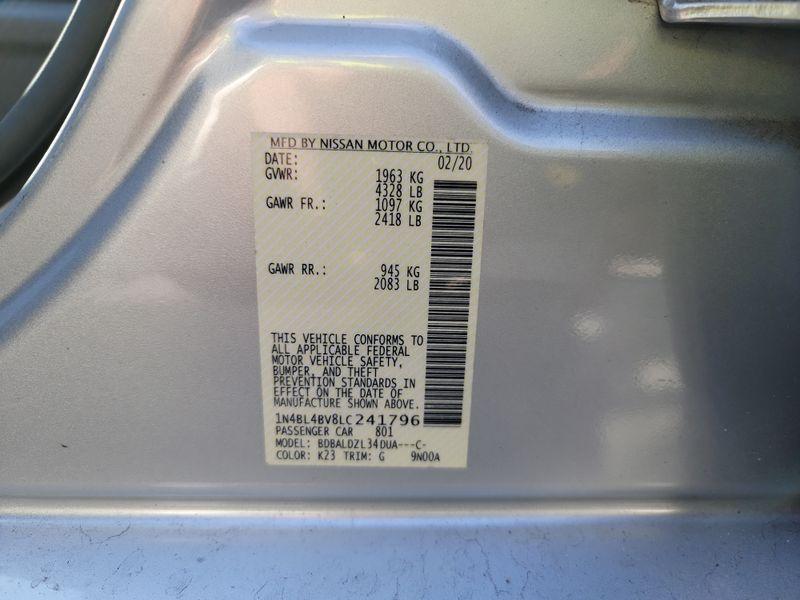 MFD BY NISSAN MOTOR CO., LTD.
DATE: 02/20
GVWR: 1963 KG
4328 LB
GAWR FR.: 1097 KG
2418 LB
GAWR RR.: 945 KG
2083 LB
THIS VEHICLE CONFORMS TO
ALL APPLICABLE FEDERAL
MOTOR VEHICLE SAFETY,
BUMPER, AND THEFT
PREVENTION STANDARDS IN
EFFECT ON THE DATE OF
MANUFACTURE SHOWN ABOVE.
1N4BL4BV8LC241796
PASSENGER CAR 801
MODEL: BDBALDZL34DUA---C-
COLOR: K23 TRIM: G 9N00A